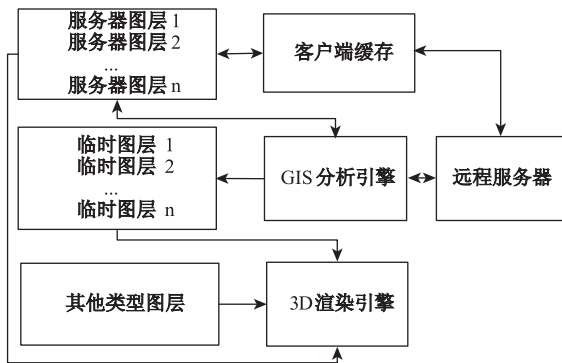 服务器图层 1
服务器图层 2
...
服务器图层 n
客户端缓存
临时图层 1
临时图层 2
...
临时图层 n
GIS 分析引擎
远程服务器
其他类型图层
3D渲染引擎